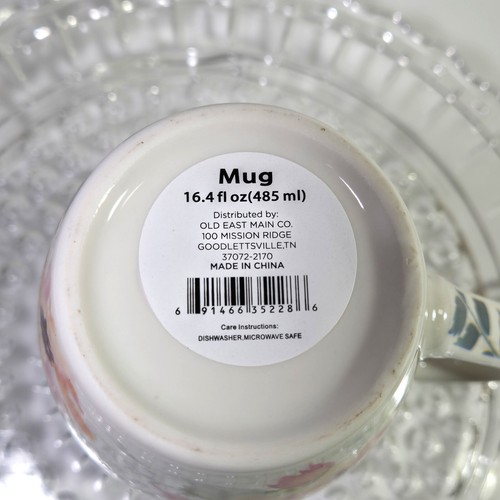 Mug
16.4 fl oz(485 ml)
Distributed by:
OLD EAST MAIN CO.
100 MISSION RIDGE
GOODLETTSVILLE,TN
37072-2170
MADE IN CHINA
6 91466 35228 6
Care Instructions:
DISHWASHER,MICROWAVE SAFE